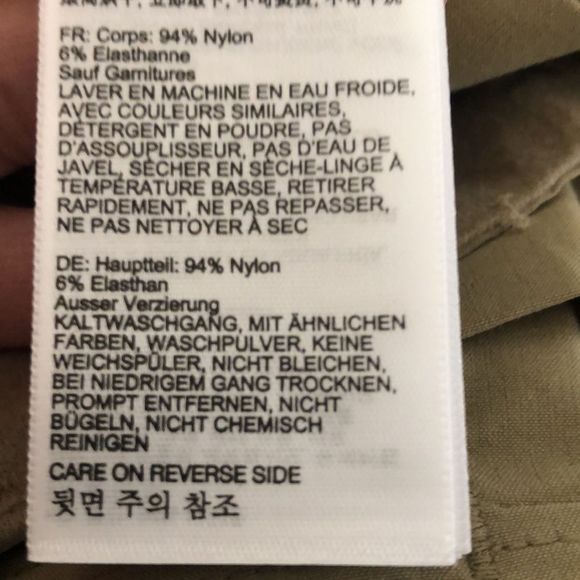 FR: Corps: 94% Nylon
6% Elasthanne
Sauf Garnitures
LAVER EN MACHINE EN EAU FROIDE,
AVEC COULEURS SIMILAIRES,
DÉTERGENT EN POUDRE, PAS
D'ASSOUPLISSEUR, PAS D'EAU DE
JAVEL, SÉCHER EN SÈCHE-LINGE À
TEMPÉRATURE BASSE, RETIRER
RAPIDEMENT, NE PAS REPASSER,
NE PAS NETTOYER À SEC
DE: Hauptteil: 94% Nylon
6% Elasthan
Ausser Verzierung
KALTWASCHGANG, MIT ÄHNLICHEN
FARBEN, WASCHPULVER, KEINE
WEICHSPÜLER, NICHT BLEICHEN,
BEI NIEDRIGEM GANG TROCKNEN,
PROMPT ENTFERNEN, NICHT
BÜGELN, NICHT CHEMISCH
REINIGEN
CARE ON REVERSE SIDE
뒷면 주의 참조